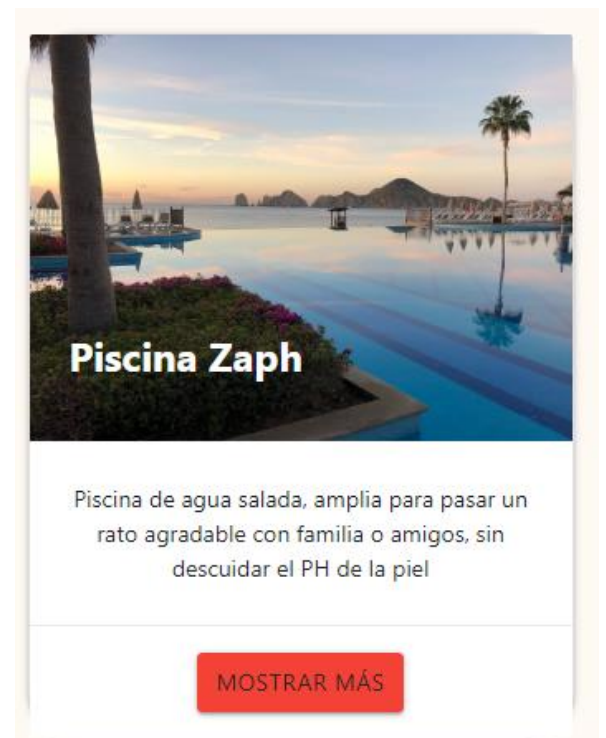 Piscina Zaph
Piscina de agua salada, amplia para pasar un
rato agradable con familia o amigos, sin
descuidar el PH de la piel
MOSTRAR MÁS